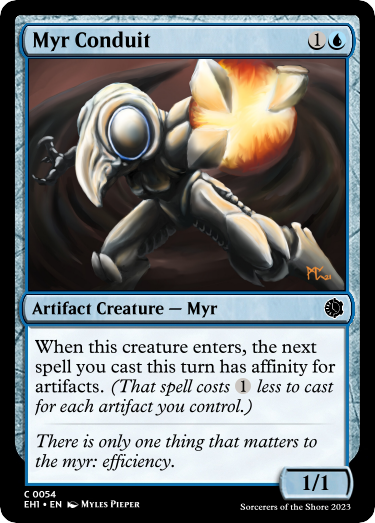 Myr Conduit 1
Artifact Creature — Myr
When this creature enters, the next
spell you cast this turn has affinity for
artifacts. (That spell costs 1 less to cast
for each artifact you control.)
There is only one thing that matters to
the myr: efficiency.
1/1
C 0054
EH1 • EN Myles Pieper
Sorcerers of the Shore 2023